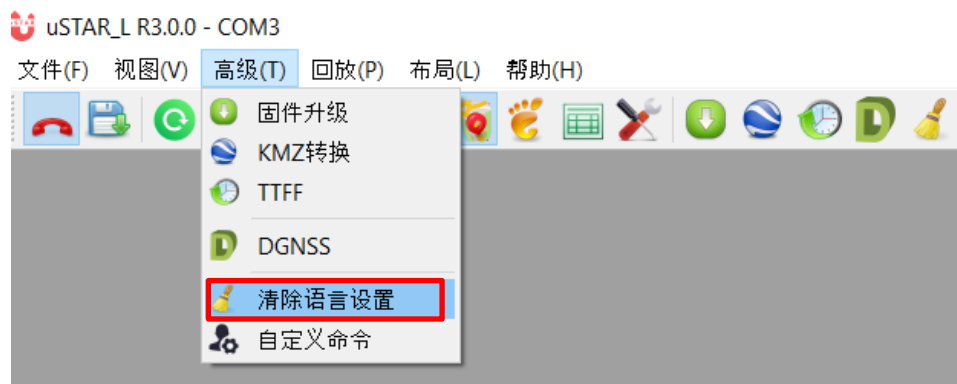 uSTAR_L R3.0.0 - COM3
文件(F) 视图(V) 高级(T) 回放(P) 布局(L) 帮助(H)
固件升级
KMZ转换
TTFF
DGNSS
清除语言设置
自定义命令